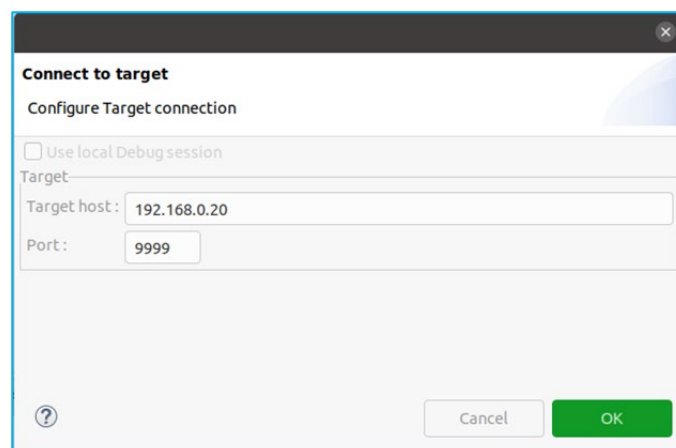 Connect to target
Configure Target connection
Use local Debug session
Target
Target host : 192.168.0.20
Port : 9999
? Cancel OK